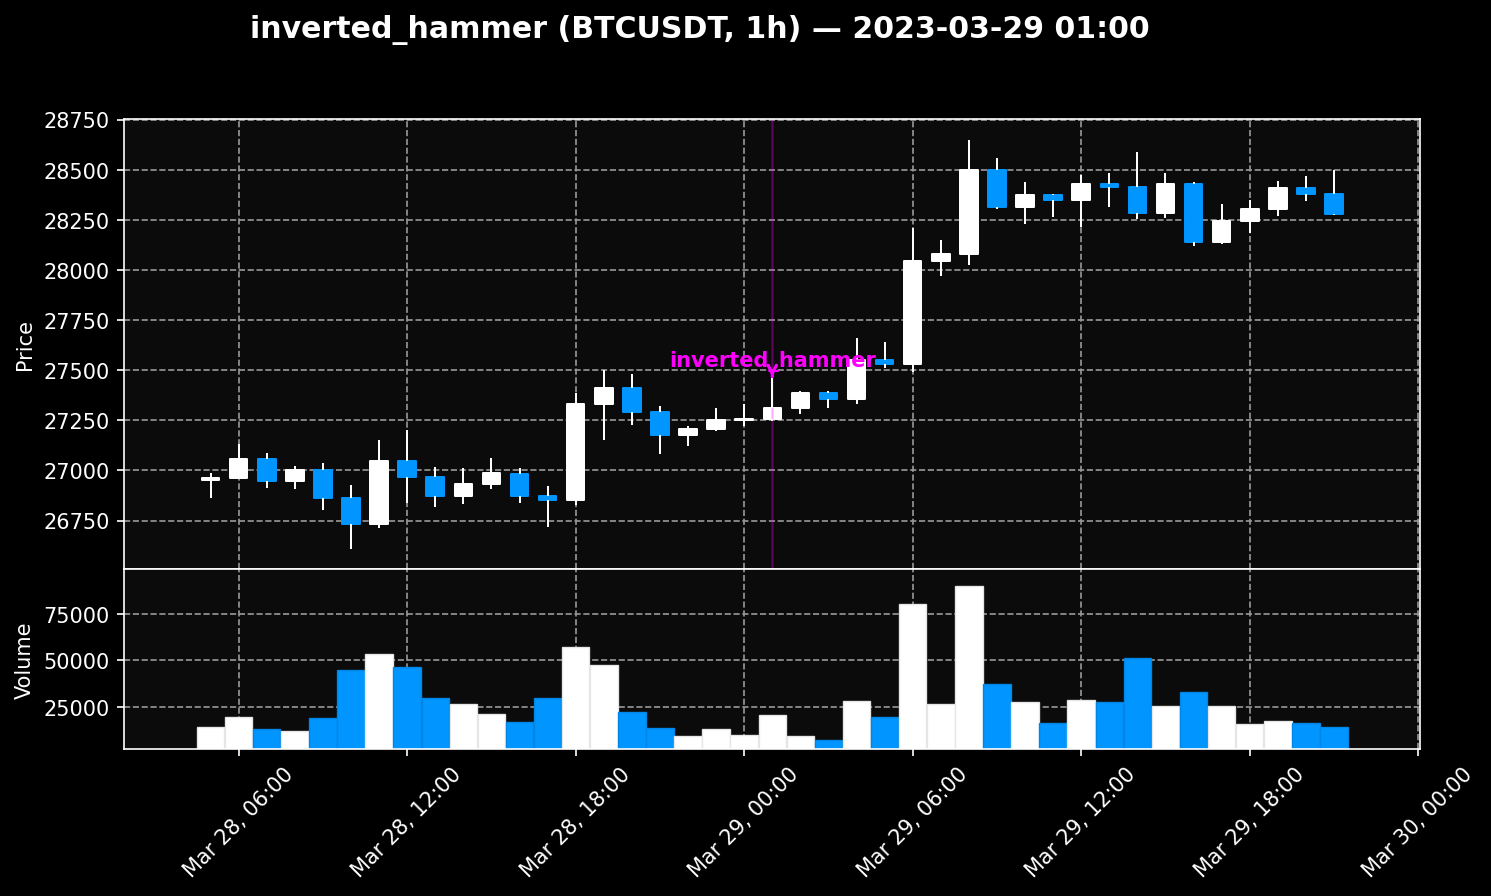 inverted_hammer (BTCUSDT, 1h) — 2023-03-29 01:00
28750
28500
28250
28000
27750
27500
27250
27000
26750
Price
inverted_hammer
75000
50000
25000
Volume
Mar 28, 06:00
Mar 28, 12:00
Mar 28, 18:00
Mar 29, 00:00
Mar 29, 06:00
Mar 29, 12:00
Mar 29, 18:00
Mar 30, 00:00